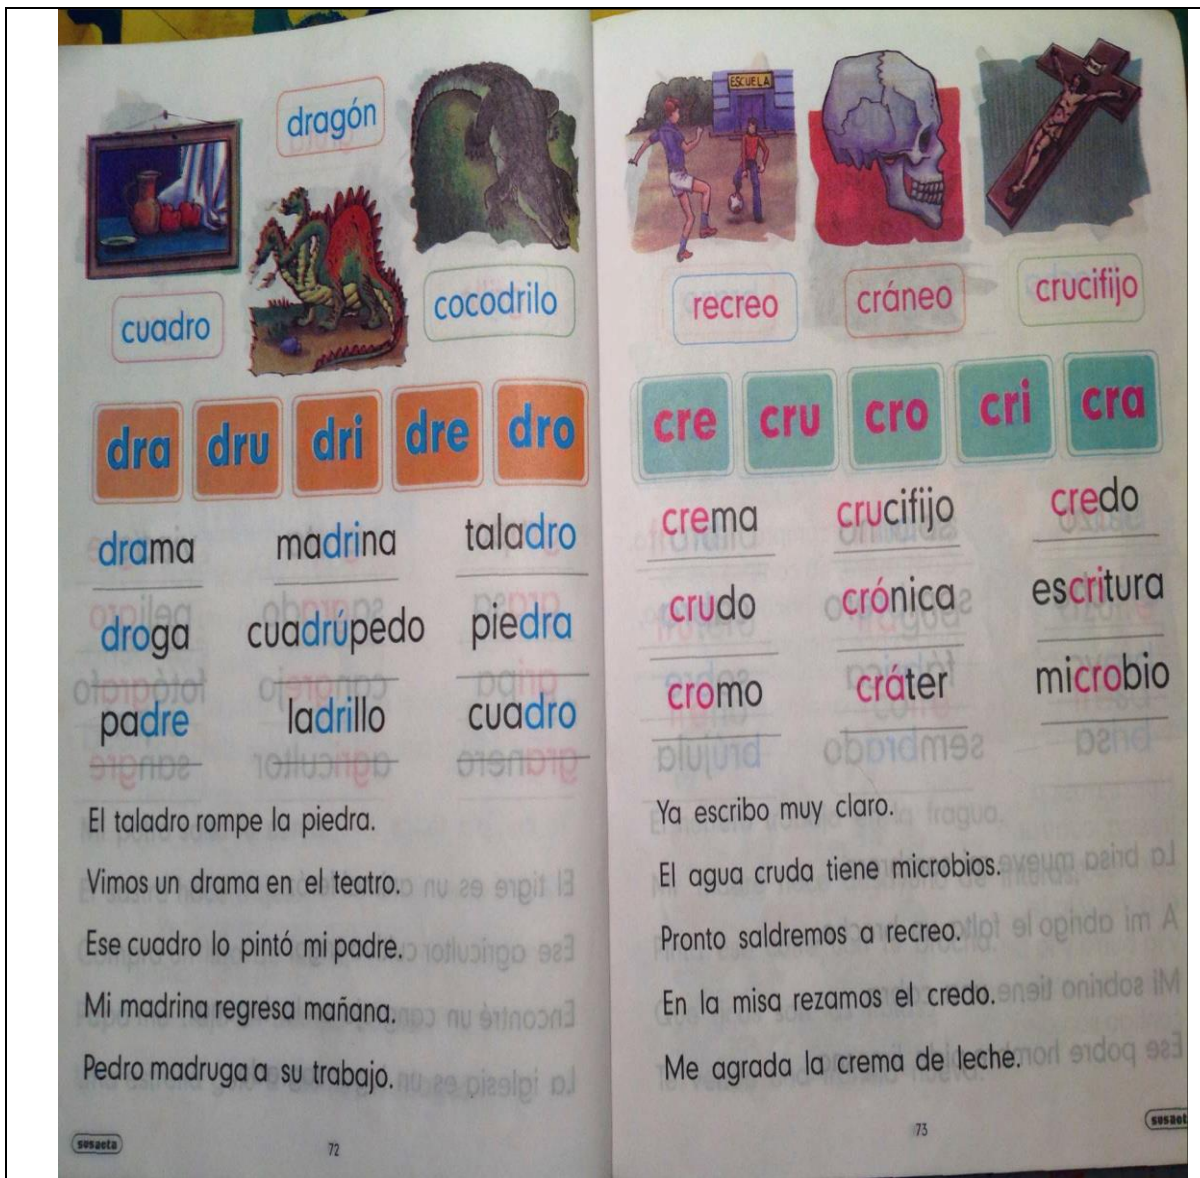 dragón
cuadro
cocodrilo
dra dru dri dre dro
drama madrina taladro
droga cuadrúpedo piedra
padre ladrillo cuadro
El taladro rompe la piedra.
Vimos un drama en el teatro.
Ese cuadro lo pintó mi padre.
Mi madrina regresa mañana.
Pedro madruga a su trabajo.
susaeta
72
ESCUELA
recreo cráneo crucifijo
cre cru cro cri cra
crema crucifijo credo
crudo crónica escritura
cromo cráter microbio
Ya escribo muy claro.
El agua cruda tiene microbios.
Pronto saldremos a recreo.
En la misa rezamos el credo.
Me agrada la crema de leche.
73
susaet